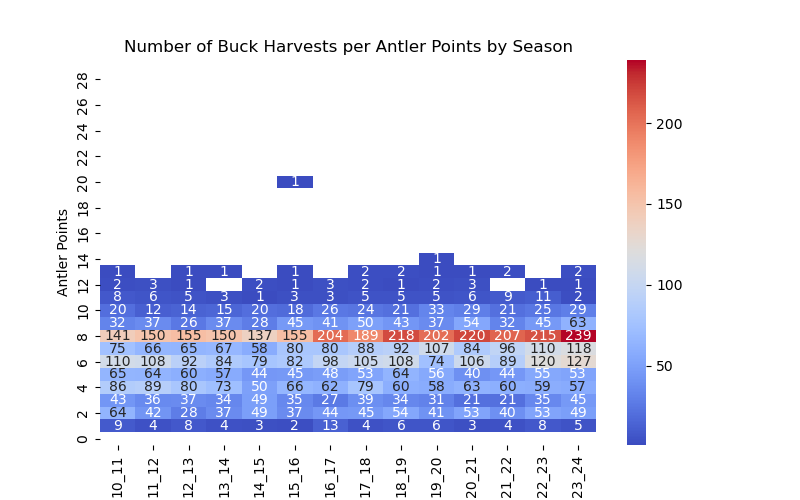 Number of Buck Harvests per Antler Points by Season
Antler Points
28
26
24
22
20 1
18
16
14 1
1 1 1 1 2 2 1 1 2 2
12 2 3 1 2 1 3 2 1 2 3 1 1
8 6 5 3 1 3 3 5 5 5 6 9 11 2
10 20 12 14 15 20 18 26 24 21 33 29 21 25 29
32 37 26 37 28 45 41 50 43 37 54 32 45 63
8 141 150 155 150 137 155 204 189 218 202 220 207 215 239
75 66 65 67 58 80 80 88 92 107 84 96 110 118
6 110 108 92 84 79 82 98 105 108 74 106 89 120 127
65 64 60 57 44 45 48 53 64 56 40 44 55 53
4 86 89 80 73 50 66 62 79 60 58 63 60 59 57
43 36 37 34 49 35 27 39 34 31 21 21 35 45
2 64 42 28 37 49 37 44 45 54 41 53 40 53 49
9 4 8 4 3 2 13 4 6 6 3 4 8 5
0
10_11 11_12 12_13 13_14 14_15 15_16 16_17 17_18 18_19 19_20 20_21 21_22 22_23 23_24
200
150
100
50